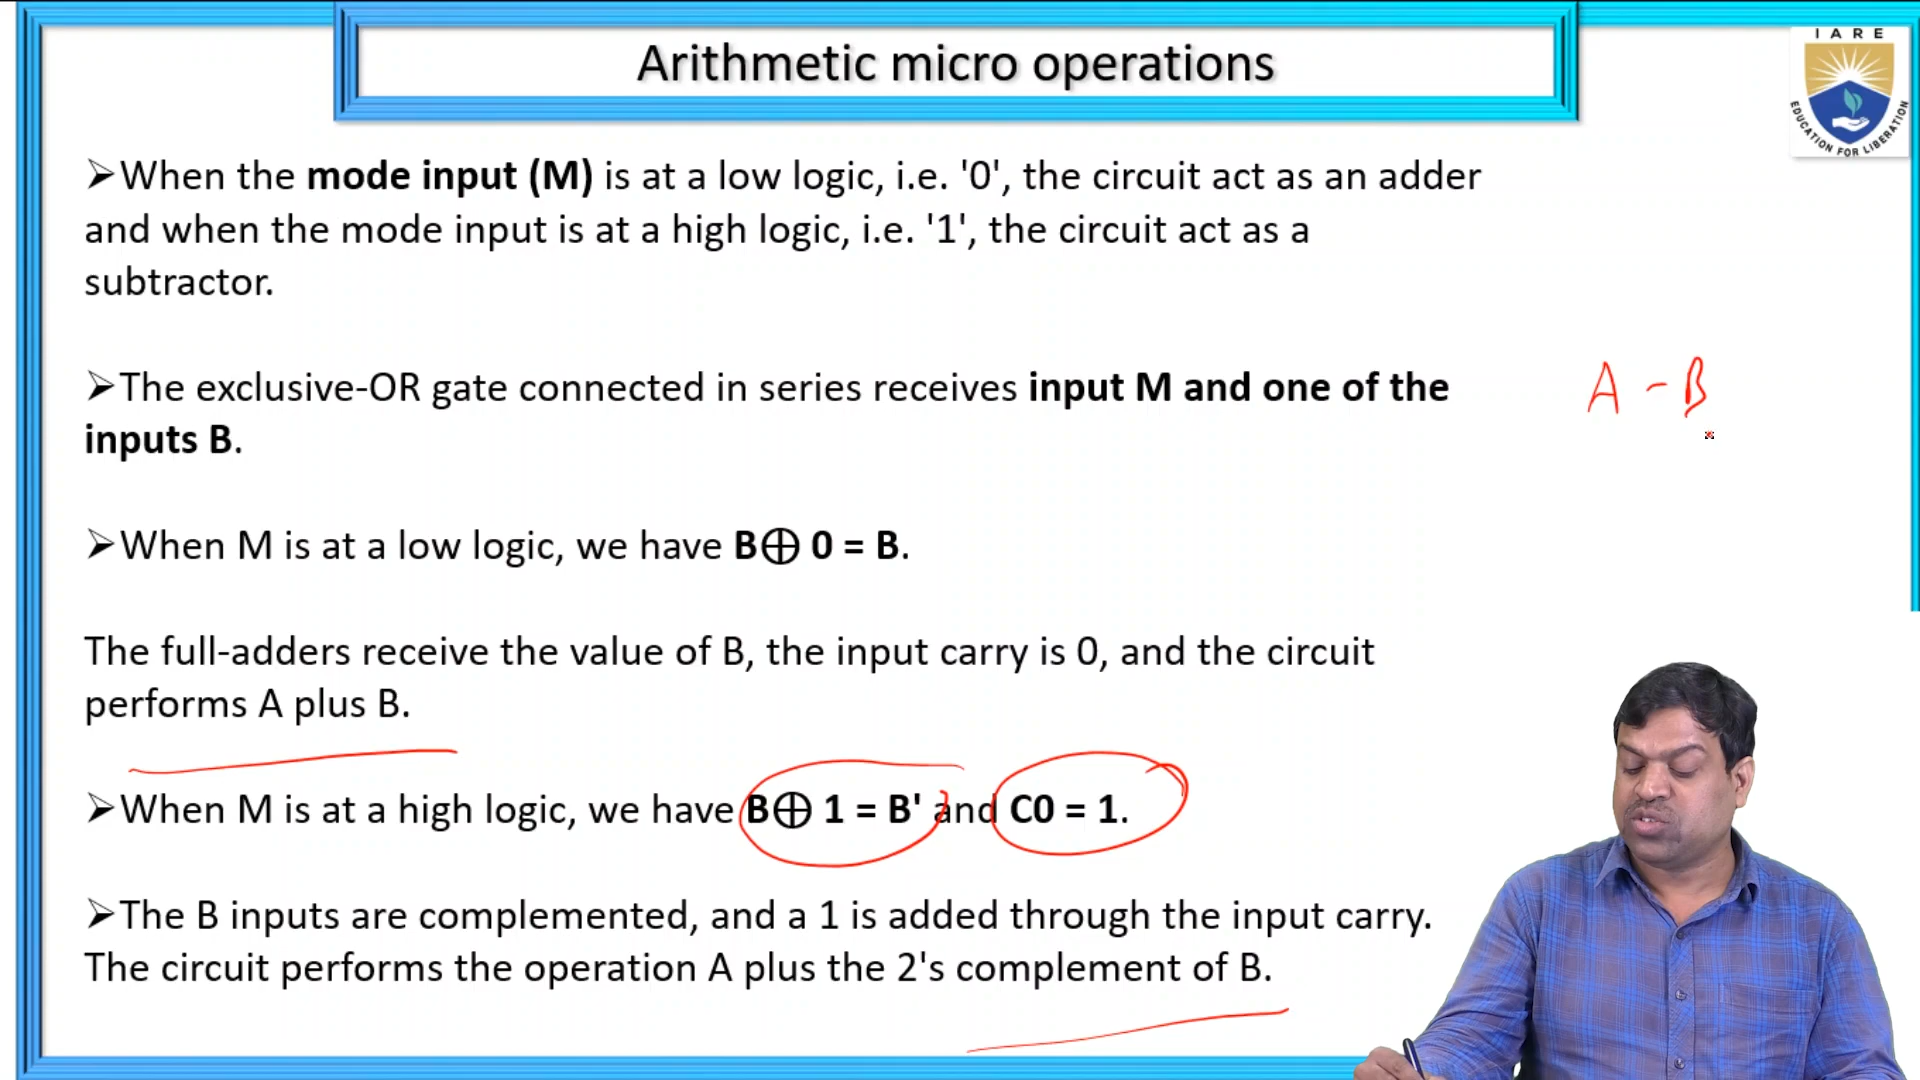 Arithmetic micro operations
IARE
EDUCATION FOR LIBERATION
➢When the mode input (M) is at a low logic, i.e. '0', the circuit act as an adder
and when the mode input is at a high logic, i.e. '1', the circuit act as a
subtractor.
➢The exclusive-OR gate connected in series receives input M and one of the
inputs B.
A - B
➢When M is at a low logic, we have B⨁ 0 = B.
The full-adders receive the value of B, the input carry is 0, and the circuit
performs A plus B.
➢When M is at a high logic, we have B⨁ 1 = B' and C0 = 1.
➢The B inputs are complemented, and a 1 is added through the input carry.
The circuit performs the operation A plus the 2's complement of B.